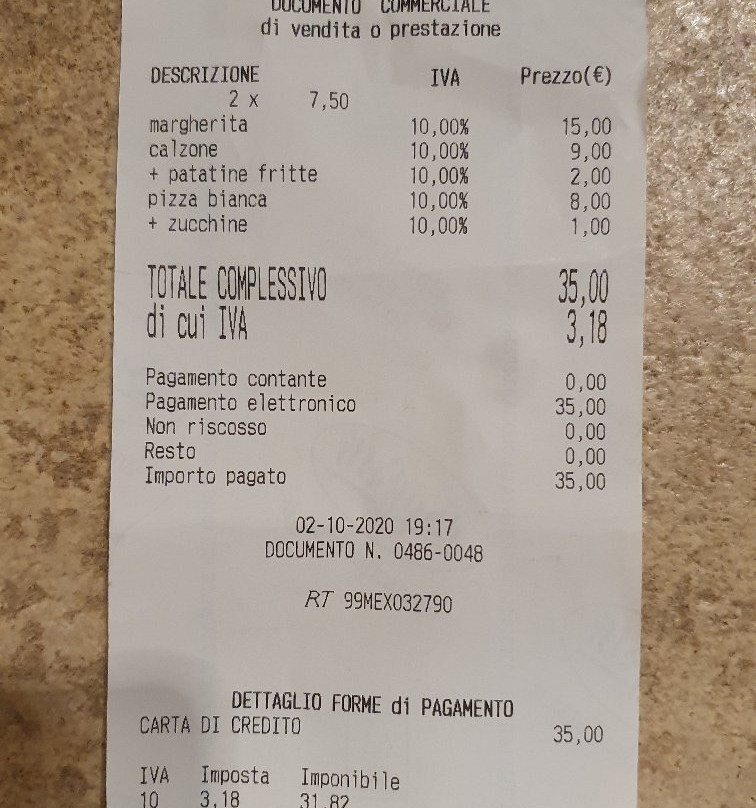 DOCUMENTO COMMERCIALE
di vendita o prestazione
DESCRIZIONE IVA Prezzo(€)
2 x 7,50
margherita 10,00% 15,00
calzone 10,00% 9,00
+ patatine fritte 10,00% 2,00
pizza bianca 10,00% 8,00
+ zucchine 10,00% 1,00
TOTALE COMPLESSIVO 35,00
di cui IVA 3,18
Pagamento contante 0,00
Pagamento elettronico 35,00
Non riscosso 0,00
Resto 0,00
Importo pagato 35,00
02-10-2020 19:17
DOCUMENTO N. 0486-0048
RT 99MEX032790
DETTAGLIO FORME di PAGAMENTO
CARTA DI CREDITO 35,00
IVA Imposta Imponibile
10 3,18 31,82